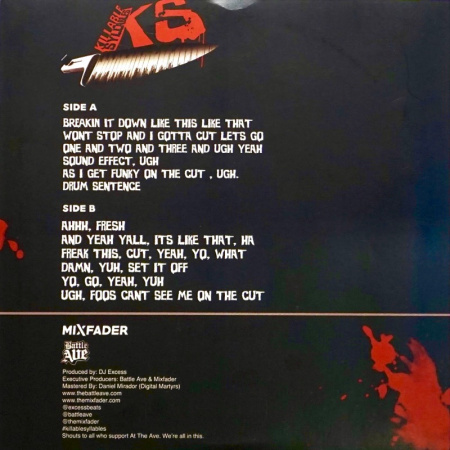 KILLABLE
SYLLABLES
KS
SIDE A
BREAKIN IT DOWN LIKE THIS LIKE THAT
WONT STOP AND I GOTTA CUT LETS GO
ONE AND TWO AND THREE AND UGH YEAH
SOUND EFFECT, UGH
AS I GET FUNKY ON THE CUT , UGH.
DRUM SENTENCE
SIDE B
AHHH, FRESH
AND YEAH YALL, ITS LIKE THAT, HA
FREAK THIS, CUT, YEAH, YO, WHAT
DAMN, YUH, SET IT OFF
YO, GO, YEAH, YUH
UGH, FOOS CANT SEE ME ON THE CUT
MIXFADER
Battle
Ave
Produced by: DJ Excess
Executive Producers: Battle Ave & Mixfader
Mastered By: Daniel Mirador (Digital Martyrs)
www.thebattleave.com
www.themixfader.com
@excessbeats
@battleave
@themixfader
#killablesyllables
Shouts to all who support At The Ave. We're all in this.